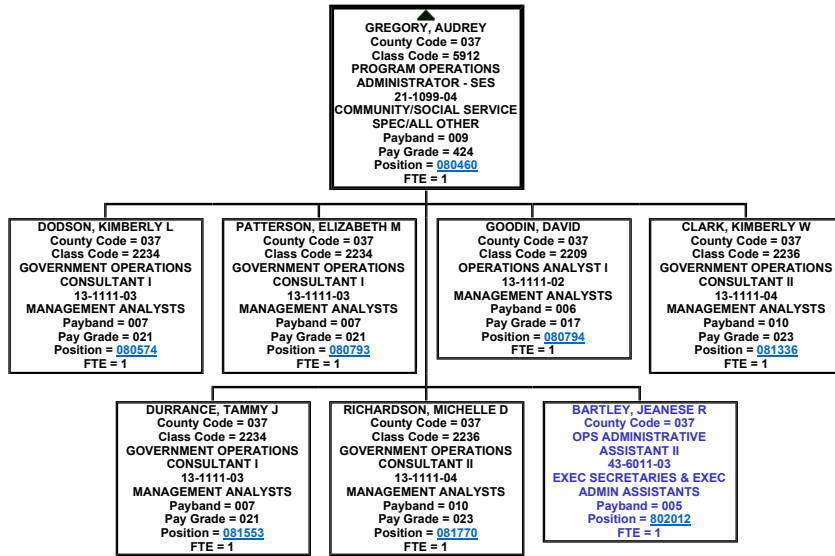 GREGORY, AUDREY
County Code = 037
Class Code = 5912
PROGRAM OPERATIONS
ADMINISTRATOR - SES
21-1099-04
COMMUNITY/SOCIAL SERVICE
SPEC/ALL OTHER
Payband = 009
Pay Grade = 424
Position = 080460
FTE = 1
DODSON, KIMBERLY L
County Code = 037
Class Code = 2234
GOVERNMENT OPERATIONS
CONSULTANT I
13-1111-03
MANAGEMENT ANALYSTS
Payband = 007
Pay Grade = 021
Position = 080574
FTE = 1
PATTERSON, ELIZABETH M
County Code = 037
Class Code = 2234
GOVERNMENT OPERATIONS
CONSULTANT I
13-1111-03
MANAGEMENT ANALYSTS
Payband = 007
Pay Grade = 021
Position = 080793
FTE = 1
GOODIN, DAVID
County Code = 037
Class Code = 2209
OPERATIONS ANALYST I
13-1111-02
MANAGEMENT ANALYSTS
Payband = 006
Pay Grade = 017
Position = 080794
FTE = 1
CLARK, KIMBERLY W
County Code = 037
Class Code = 2236
GOVERNMENT OPERATIONS
CONSULTANT II
13-1111-04
MANAGEMENT ANALYSTS
Payband = 010
Pay Grade = 023
Position = 081336
FTE = 1
DURRANCE, TAMMY J
County Code = 037
Class Code = 2234
GOVERNMENT OPERATIONS
CONSULTANT I
13-1111-03
MANAGEMENT ANALYSTS
Payband = 007
Pay Grade = 021
Position = 081553
FTE = 1
RICHARDSON, MICHELLE D
County Code = 037
Class Code = 2236
GOVERNMENT OPERATIONS
CONSULTANT II
13-1111-04
MANAGEMENT ANALYSTS
Payband = 010
Pay Grade = 023
Position = 081770
FTE = 1
BARTLEY, JEANESE R
County Code = 037
OPS ADMINISTRATIVE
ASSISTANT II
43-6011-03
EXEC SECRETARIES & EXEC
ADMIN ASSISTANTS
Payband = 005
Position = 802012
FTE = 1